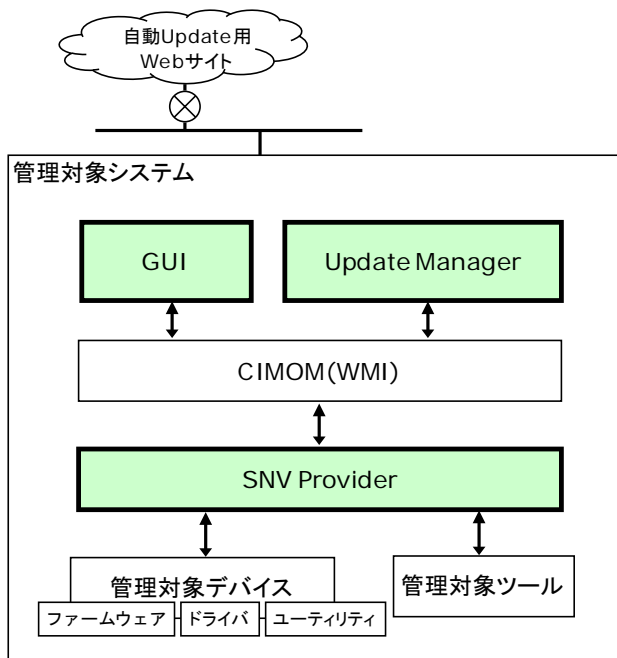 自動Update用
Webサイト
管理対象システム
GUI
Update Manager
CIMOM(WMI)
SNV Provider
管理対象デバイス
管理対象ツール
ファームウェア
ドライバ
ユーティリティ